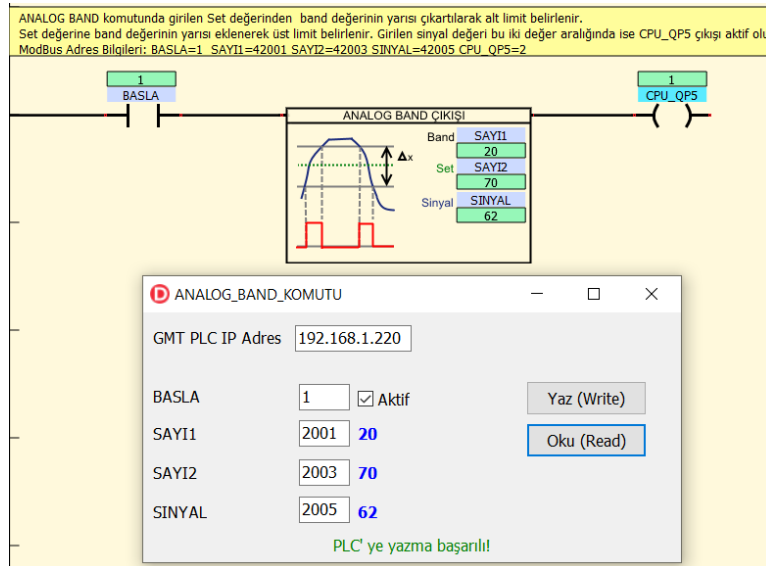 ANALOG BAND komutunda girilen Set değerinden  band değerinin yarısı çıkartılarak alt limit belirlenir.
Set değerine band değerinin yarısı eklenerek üst limit belirlenir. Girilen sinyal değeri bu iki değer aralığında ise CPU_QP5 çıkışı aktif
ModBus Adres Bilgileri: BASLA=1  SAYI1=42001 SAYI2=42003 SINYAL=42005 CPU_QP5=2
1
BASLA
1
CPU_QP5
ANALOG BAND ÇIKIŞI
Band SAYI1
20
Δx
Set SAYI2
70
Sinyal SINYAL
62
ANALOG_BAND_KOMUTU
GMT PLC IP Adres 192.168.1.220
BASLA 1 Aktif Yaz (Write)
SAYI1 2001 20 Oku (Read)
SAYI2 2003 70
SINYAL 2005 62
PLC' ye yazma başarılı!